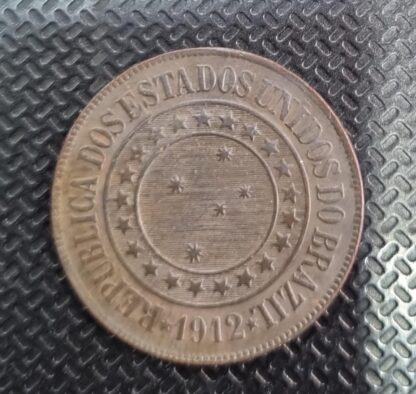 REPUBLICA DOS ESTADOS UNIDOS DO BRAZIL
1912